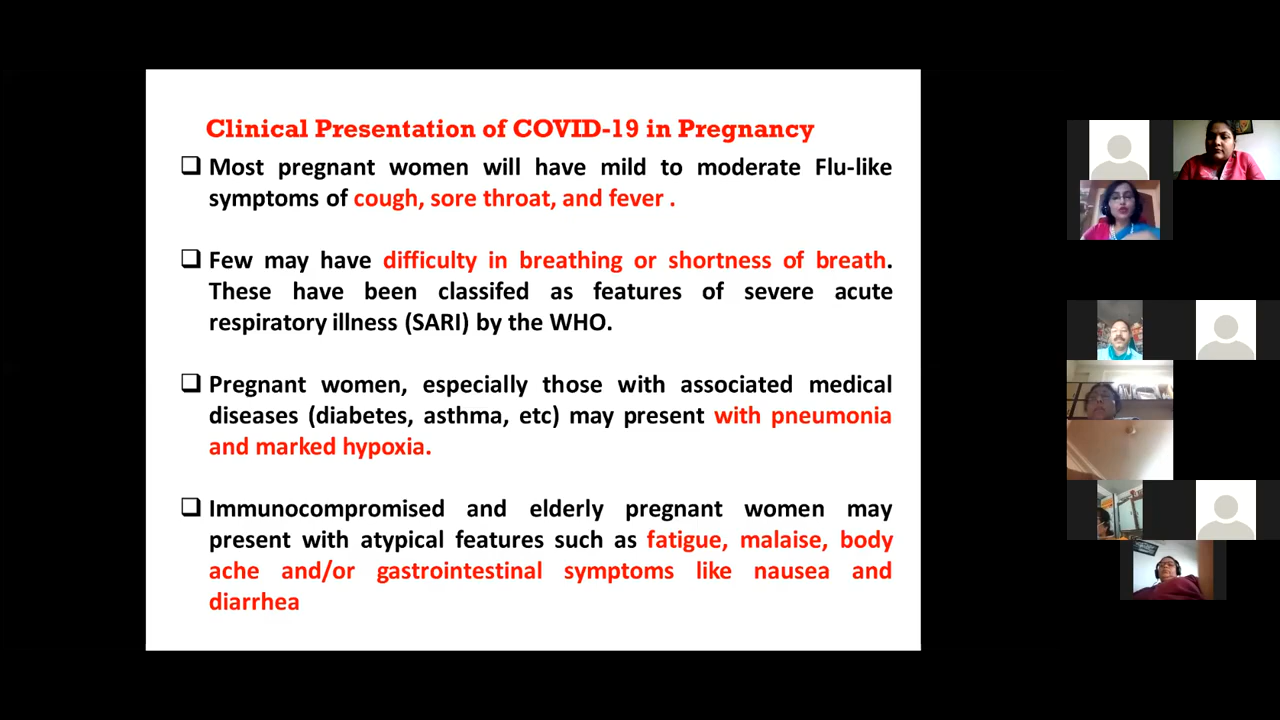 Clinical Presentation of COVID-19 in Pregnancy
❑ Most pregnant women will have mild to moderate Flu-like
symptoms of cough, sore throat, and fever .
❑ Few may have difficulty in breathing or shortness of breath.
These have been classifed as features of severe acute
respiratory illness (SARI) by the WHO.
❑ Pregnant women, especially those with associated medical
diseases (diabetes, asthma, etc) may present with pneumonia
and marked hypoxia.
❑ Immunocompromised and elderly pregnant women may
present with atypical features such as fatigue, malaise, body
ache and/or gastrointestinal symptoms like nausea and
diarrhea